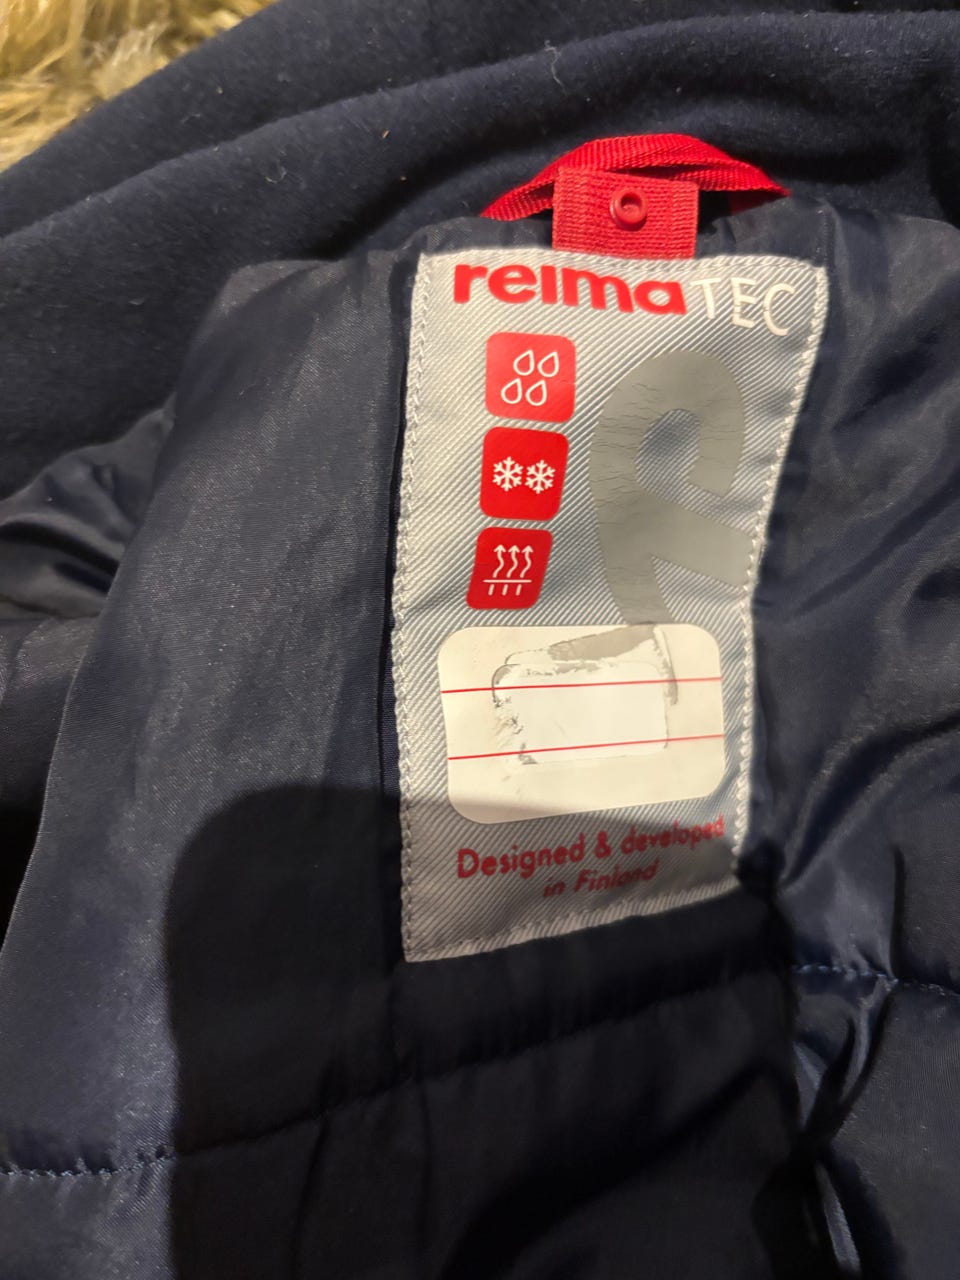 reimaTEC
Designed & developed
in Finland